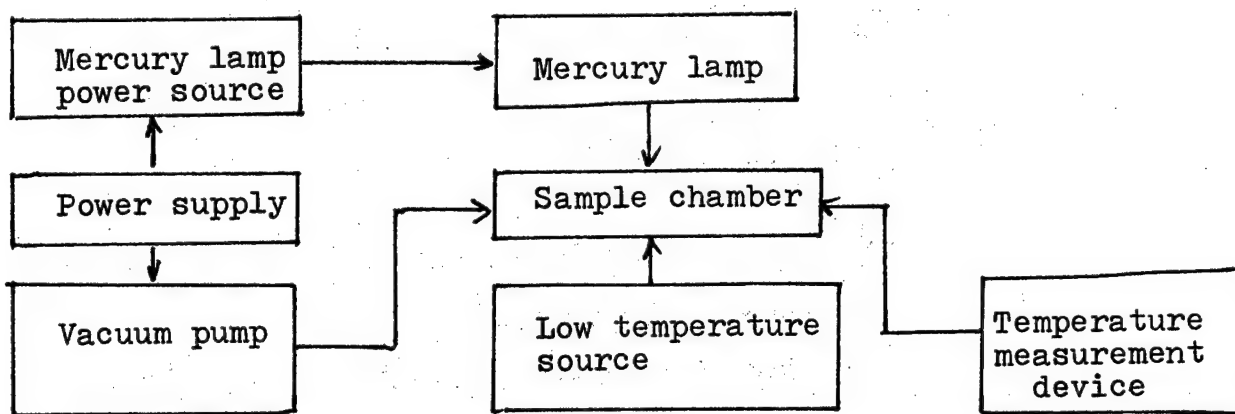 Mercury lamp
power source
Mercury lamp
Power supply
Sample chamber
Vacuum pump
Low temperature
source
Temperature
measurement
device